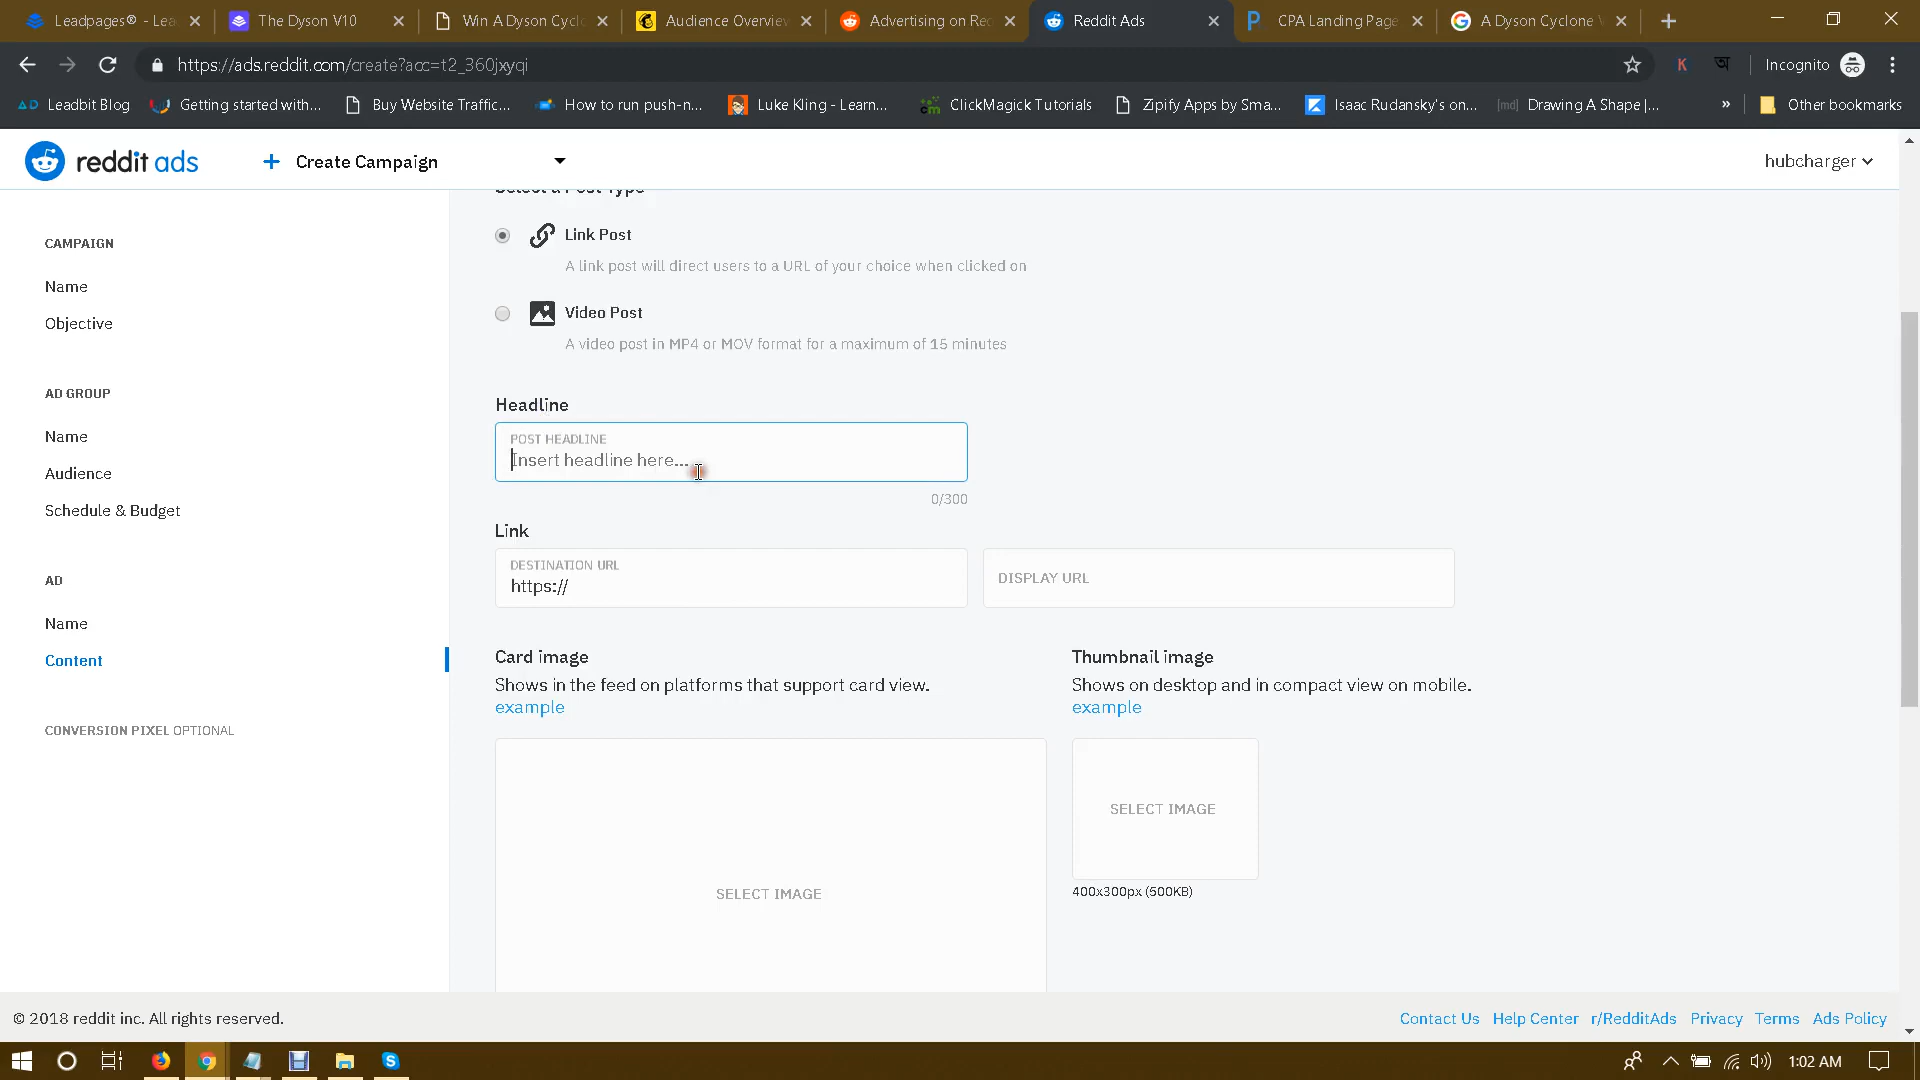 Leadpages® - Lea
The Dyson V10
Win A Dyson Cycl
Audience Overview
Advertising on Re
Reddit Ads
CPA Landing Page
A Dyson Cyclone V
https://ads.reddit.com/create?acc=t2_360jxyqi
Incognito
Leadbit Blog
Getting started with...
Buy Website Traffic...
How to run push-n...
Luke Kling - Learn...
ClickMagick Tutorials
Zipify Apps by Sma...
Isaac Rudansky's on...
Drawing A Shape |...
»
Other bookmarks
reddit ads
+ Create Campaign
hubcharger
Select a Post Type
CAMPAIGN
Name
Objective
AD GROUP
Name
Audience
Schedule & Budget
AD
Name
Content
CONVERSION PIXEL OPTIONAL
Link Post
A link post will direct users to a URL of your choice when clicked on
Video Post
A video post in MP4 or MOV format for a maximum of 15 minutes
Headline
POST HEADLINE
Insert headline here...
0/300
Link
DESTINATION URL
https://
DISPLAY URL
Card image
Shows in the feed on platforms that support card view.
example
SELECT IMAGE
Thumbnail image
Shows on desktop and in compact view on mobile.
example
SELECT IMAGE
400x300px (500KB)
© 2018 reddit inc. All rights reserved.
Contact Us
Help Center
r/RedditAds
Privacy
Terms
Ads Policy
1:02 AM